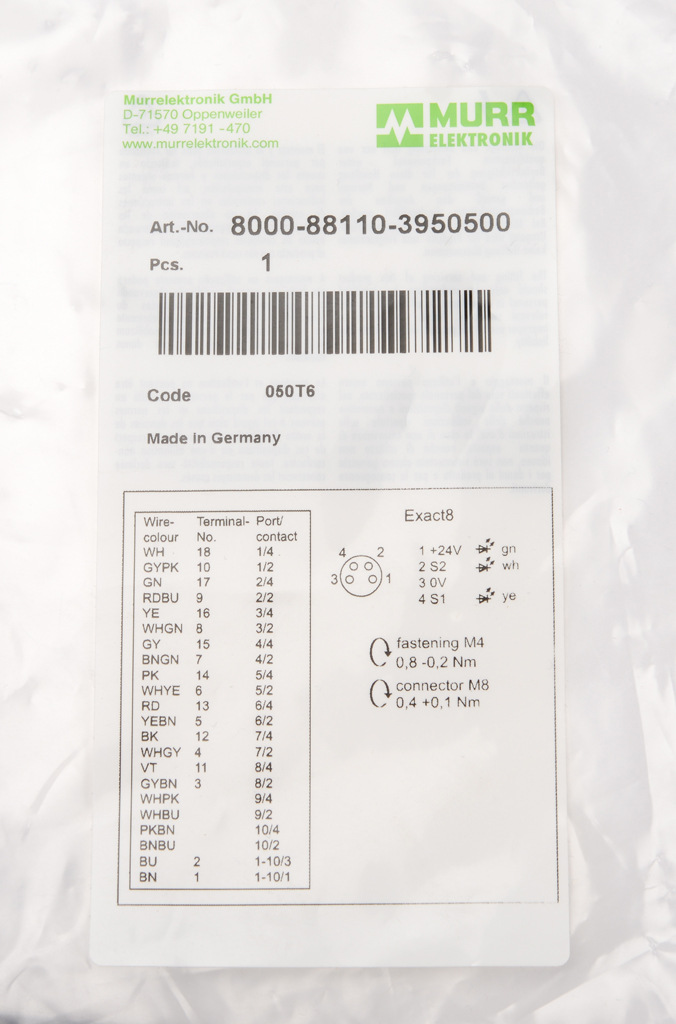 Murrelektronik GmbH
D-71570 Oppenweiler
Tel.: +49 7191 - 470
www.murrelektronik.com
MURR
ELEKTRONIK
Art.-No. 8000-88110-3950500
Pcs. 1
Code 050T6
Made in Germany
Wire- Terminal- Port/
colour No. contact
WH 18 1/4
GYPK 10 1/2
GN 17 2/4
RDBU 9 2/2
YE 16 3/4
WHGN 8 3/2
GY 15 4/4
BNGN 7 4/2
PK 14 5/4
WHYE 6 5/2
RD 13 6/4
YEBN 5 6/2
BK 12 7/4
WHGY 4 7/2
VT 11 8/4
GYBN 3 8/2
WHPK 9/4
WHBU 9/2
PKBN 10/4
BNBU 10/2
BU 2 1-10/3
BN 1 1-10/1
Exact8
4 2
3 1
1 +24V gn
2 S2 wh
3 0V
4 S1 ye
fastening M4
0,8 -0,2 Nm
connector M8
0,4 +0,1 Nm